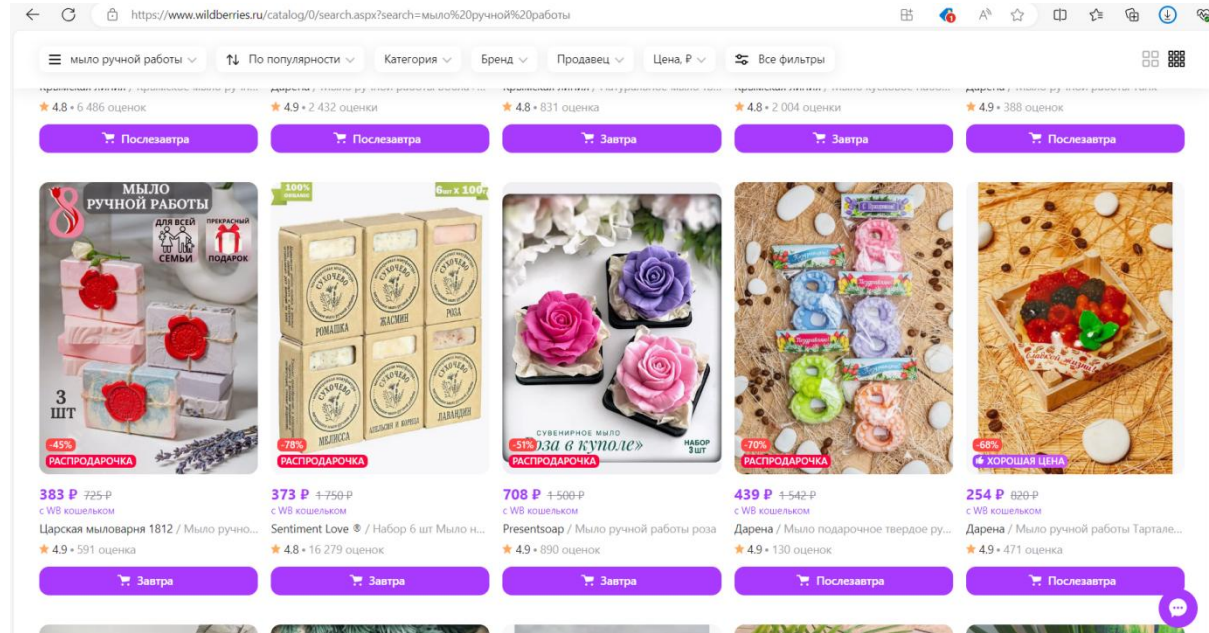 https://www.wildberries.ru/catalog/0/search.aspx?search=мыло%20ручной%20работы
мыло ручной работы
По популярности
Категория
Бренд
Продавец
Цена, ₽
Все фильтры
4.8 • 6 486 оценок
4.9 • 2 432 оценки
4.8 • 831 оценка
4.8 • 2 004 оценки
4.9 • 388 оценок
Послезавтра
Послезавтра
Завтра
Завтра
Послезавтра
8
МЫЛО
РУЧНОЙ РАБОТЫ
ДЛЯ ВСЕЙ
СЕМЬИ
ПРЕКРАСНЫЙ
ПОДАРОК
3
ШТ
-45%
РАСПРОДАРОЧКА
100%
6шт X 100г
СУХОЧЕВО
РОМАШКА
ЖАСМИН
РОЗА
СУХОЧЕВО
МЕЛИССА
АПЕЛЬСИН И КОРИЦА
ЛАВАНДИН
-78%
РАСПРОДАРОЧКА
СУВЕНИРНОЕ МЫЛО
в куполе»
НАБОР
3 ШТ
-51%
РАСПРОДАРОЧКА
-70%
РАСПРОДАРОЧКА
-68%
ХОРОШАЯ ЦЕНА
383 ₽ 725 ₽
с WB кошельком
Царская мыловарня 1812 / Мыло ручно...
4.9 • 591 оценка
Завтра
373 ₽ 1 750 ₽
с WB кошельком
Sentiment Love ® / Набор 6 шт Мыло н...
4.8 • 16 279 оценок
Завтра
708 ₽ 1 500 ₽
с WB кошельком
Presentsoap / Мыло ручной работы роза
4.9 • 890 оценок
Завтра
439 ₽ 1 542 ₽
с WB кошельком
Дарена / Мыло подарочное твердое ру...
4.9 • 130 оценок
Послезавтра
254 ₽ 820 ₽
с WB кошельком
Дарена / Мыло ручной работы Тартале...
4.9 • 471 оценка
Послезавтра